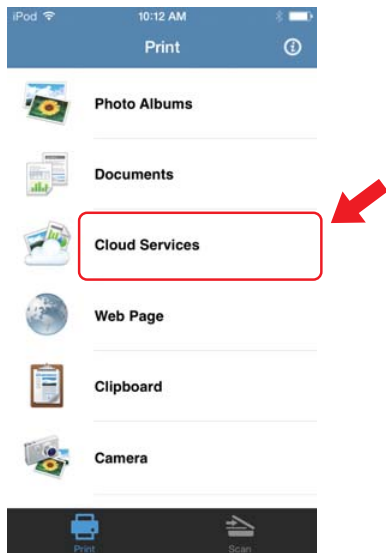 iPod 10:12 AM
Print
Photo Albums
Documents
Cloud Services
Web Page
Clipboard
Camera
Print Scan